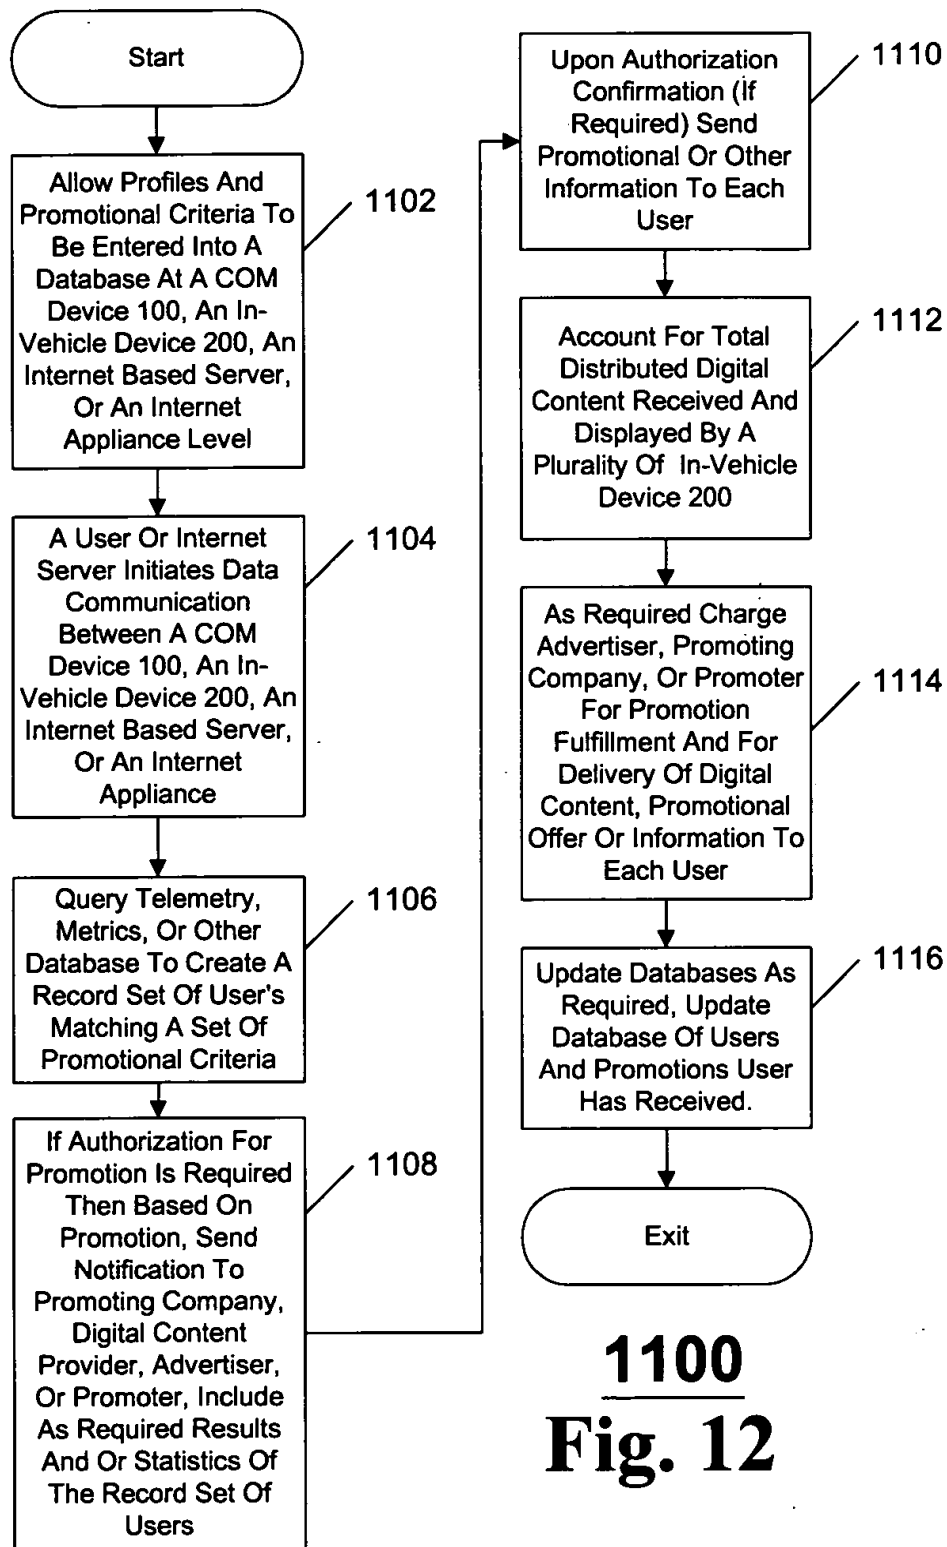 Start
Allow Profiles And
Promotional Criteria To
Be Entered Into A
Database At A COM
Device 100, An In-
Vehicle Device 200, An
Internet Based Server,
Or An Internet
Appliance Level
1102
A User Or Internet
Server Initiates Data
Communication
Between A COM
Device 100, An In-
Vehicle Device 200, An
Internet Based Server,
Or An Internet
Appliance
1104
Query Telemetry,
Metrics, Or Other
Database To Create A
Record Set Of User's
Matching A Set Of
Promotional Criteria
1106
If Authorization For
Promotion Is Required
Then Based On
Promotion, Send
Notification To
Promoting Company,
Digital Content
Provider, Advertiser,
Or Promoter, Include
As Required Results
And Or Statistics Of
The Record Set Of
Users
1108
Upon Authorization
Confirmation (If
Required) Send
Promotional Or Other
Information To Each
User
1110
Account For Total
Distributed Digital
Content Received And
Displayed By A
Plurality Of In-Vehicle
Device 200
1112
As Required Charge
Advertiser, Promoting
Company, Or Promoter
For Promotion
Fulfillment And For
Delivery Of Digital
Content, Promotional
Offer Or Information To
Each User
1114
Update Databases As
Required, Update
Database Of Users
And Promotions User
Has Received.
1116
Exit
1100
Fig. 12